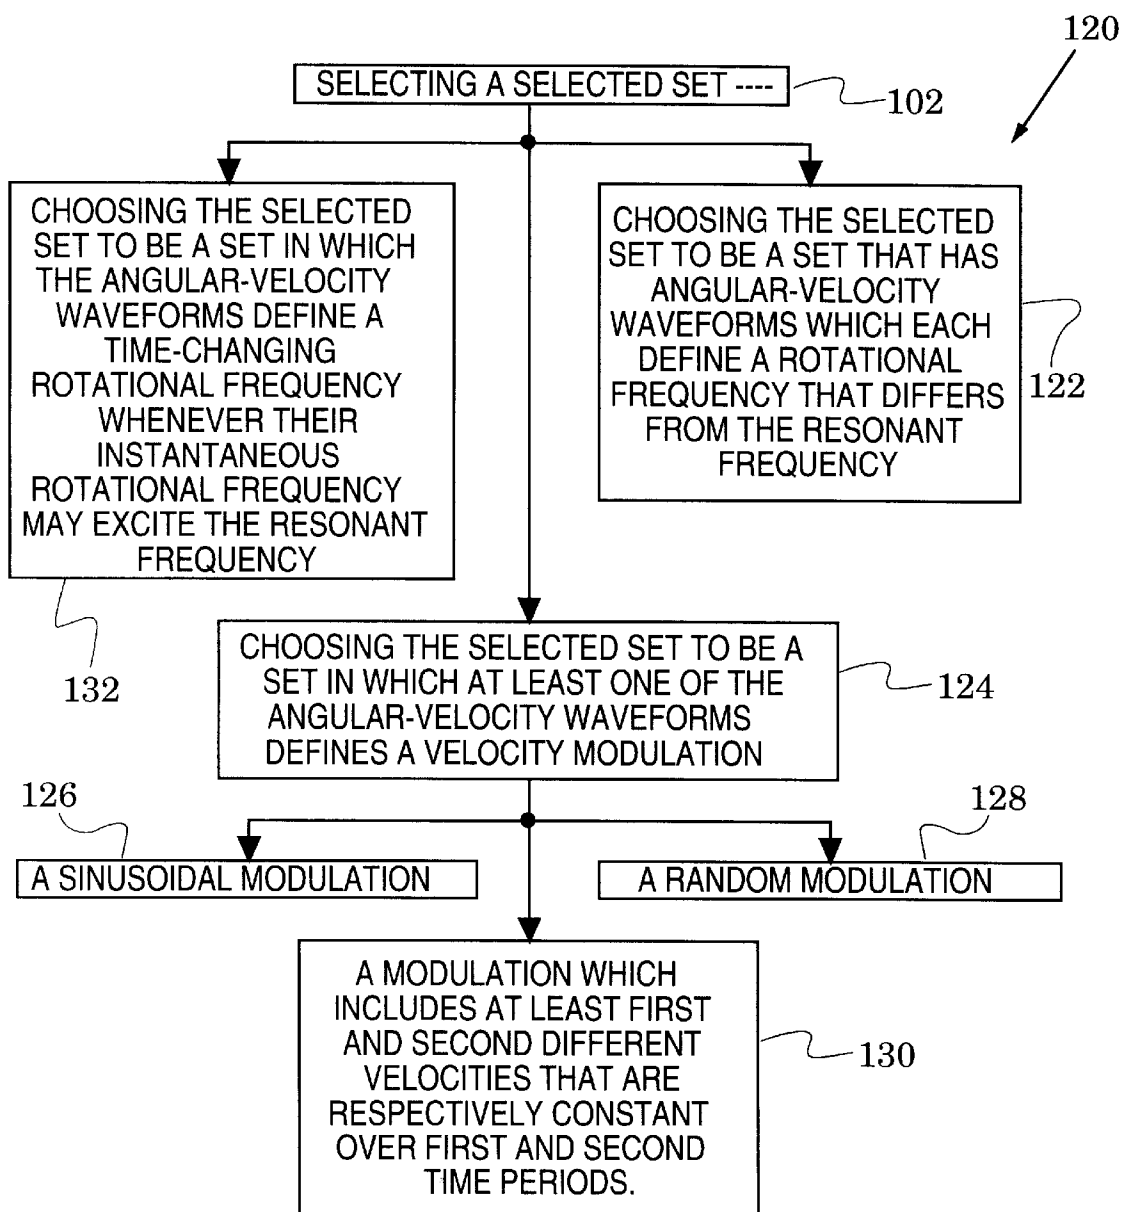 120
SELECTING A SELECTED SET ----
102
CHOOSING THE SELECTED
SET TO BE A SET IN WHICH
THE ANGULAR-VELOCITY
WAVEFORMS DEFINE A
TIME-CHANGING
ROTATIONAL FREQUENCY
WHENEVER THEIR
INSTANTANEOUS
ROTATIONAL FREQUENCY
MAY EXCITE THE RESONANT
FREQUENCY
132
CHOOSING THE SELECTED
SET TO BE A SET THAT HAS
ANGULAR-VELOCITY
WAVEFORMS WHICH EACH
DEFINE A ROTATIONAL
FREQUENCY THAT DIFFERS
FROM THE RESONANT
FREQUENCY
122
CHOOSING THE SELECTED SET TO BE A
SET IN WHICH AT LEAST ONE OF THE
ANGULAR-VELOCITY WAVEFORMS
DEFINES A VELOCITY MODULATION
124
126
A SINUSOIDAL MODULATION
128
A RANDOM MODULATION
A MODULATION WHICH
INCLUDES AT LEAST FIRST
AND SECOND DIFFERENT
VELOCITIES THAT ARE
RESPECTIVELY CONSTANT
OVER FIRST AND SECOND
TIME PERIODS.
130